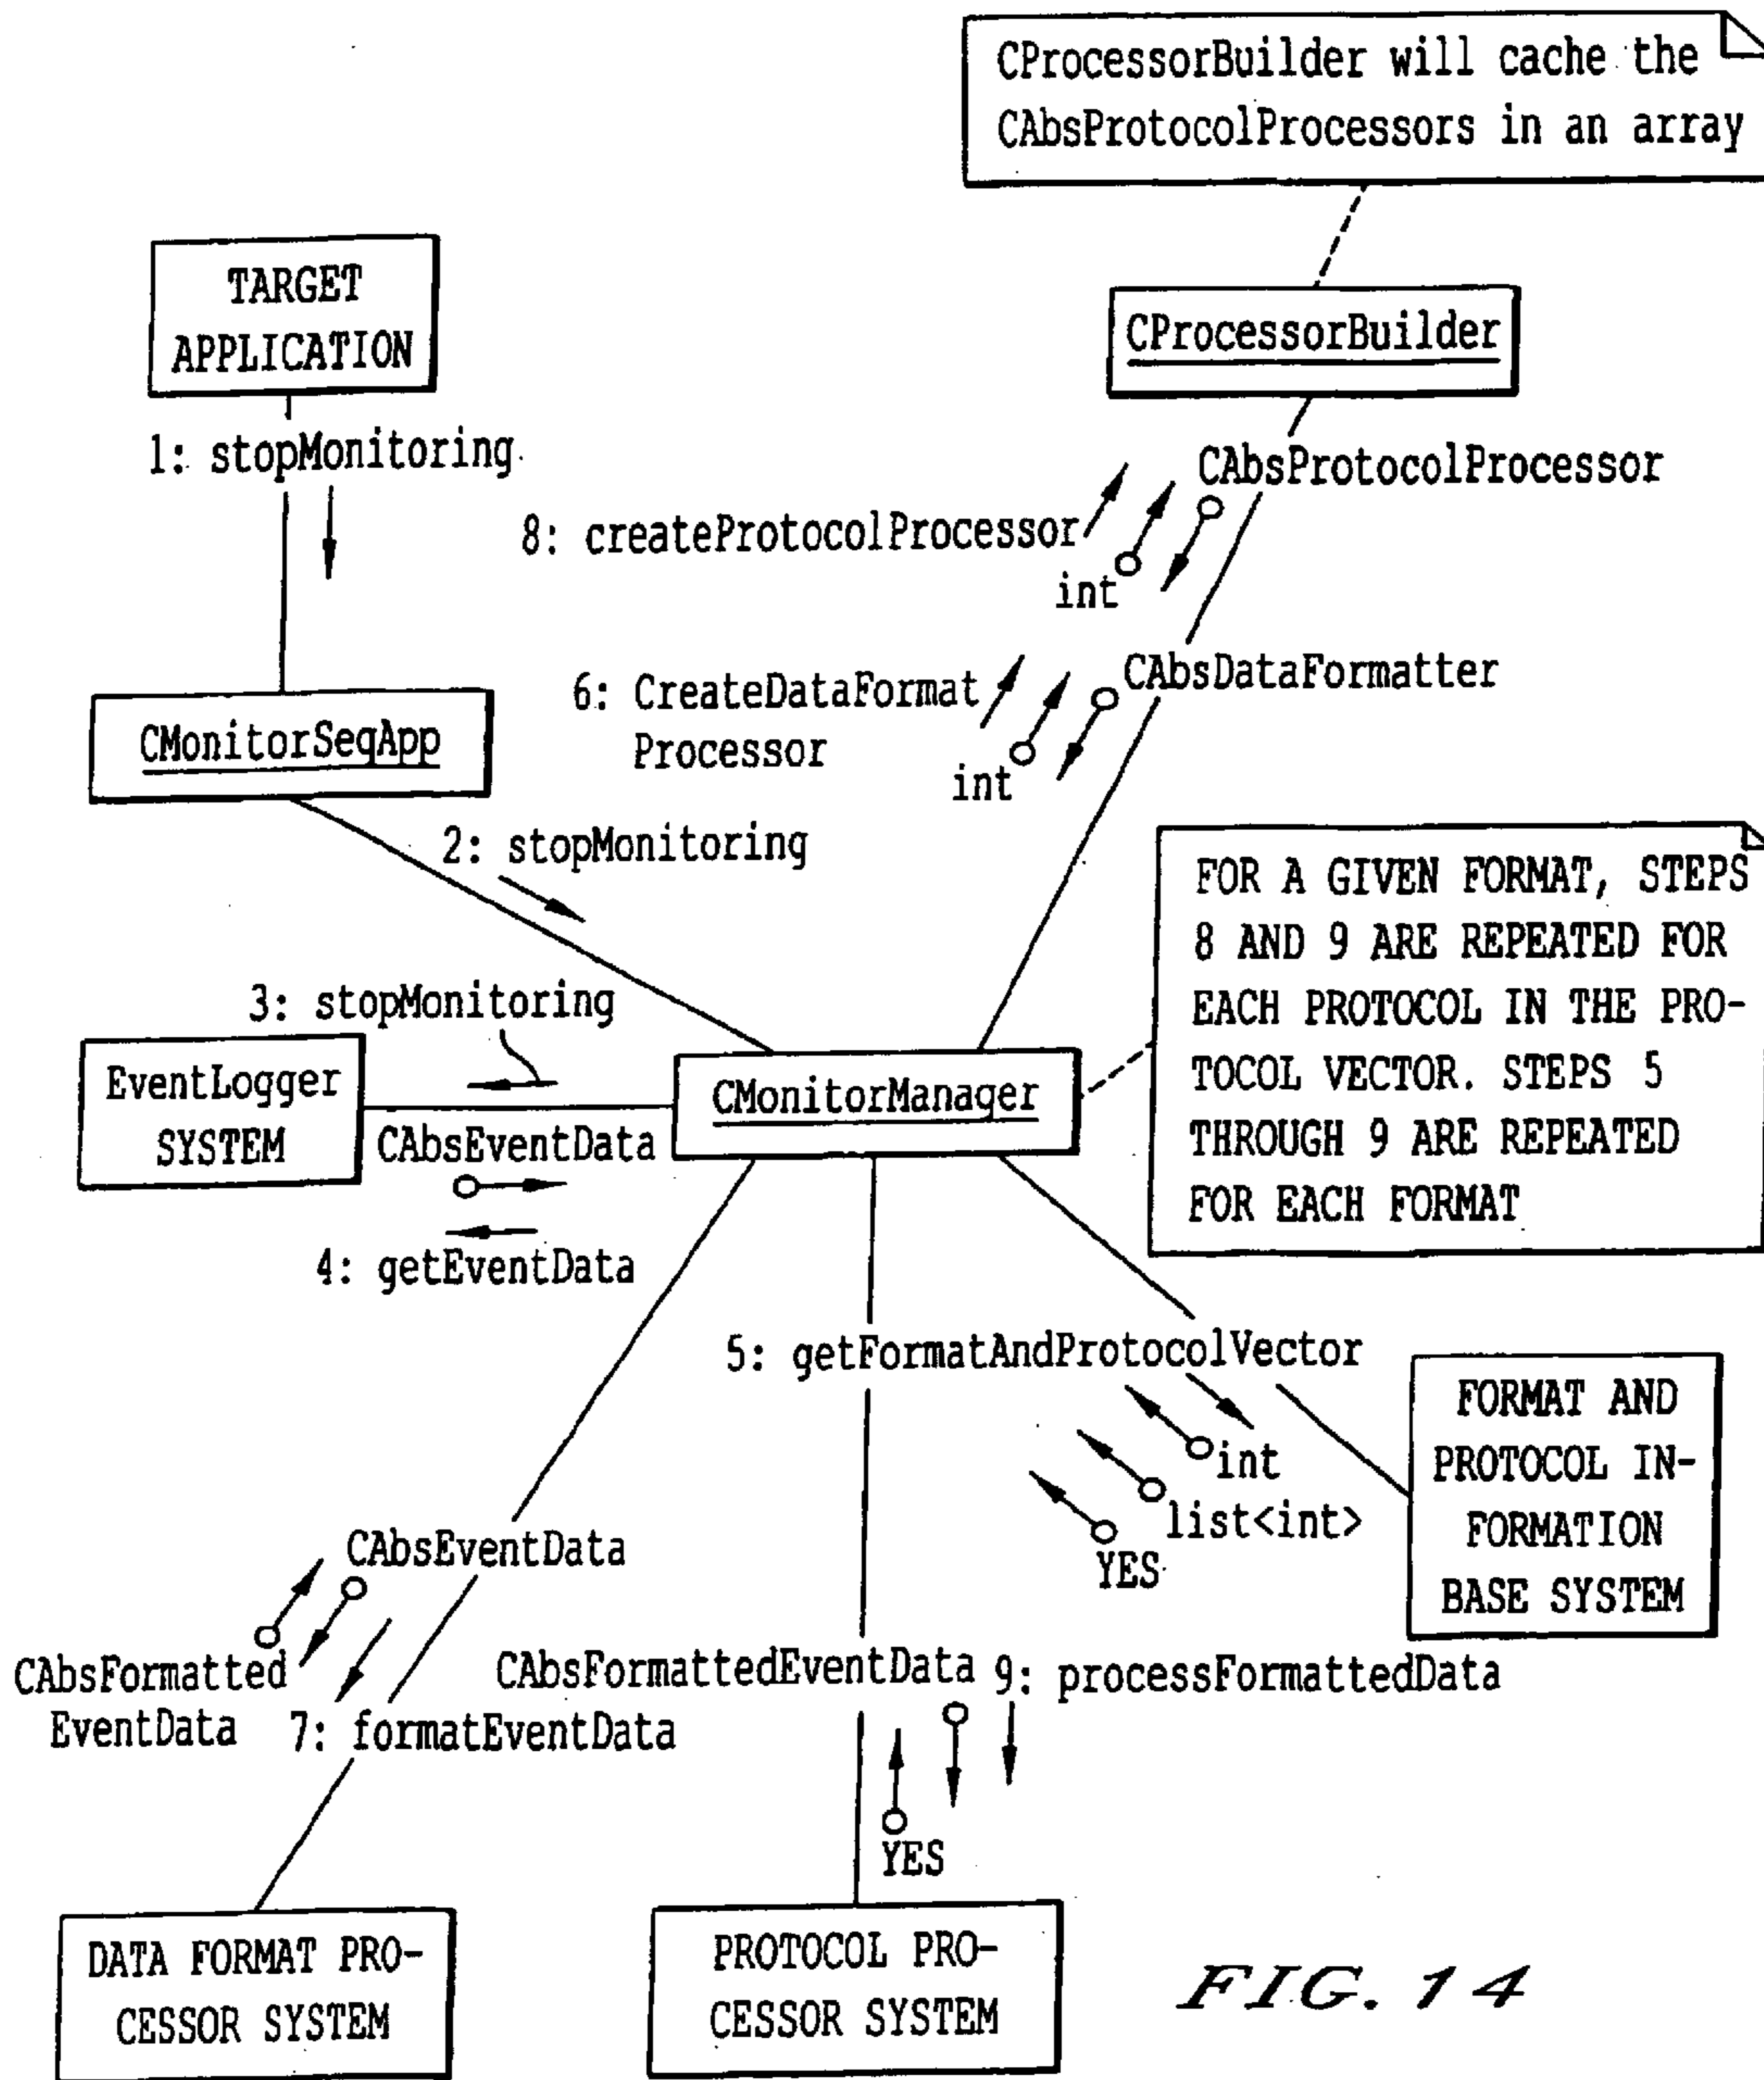 CProcessorBuilder will cache the
CAbsProtocolProcessors in an array
TARGET
APPLICATION
CProcessorBuilder
1: stopMonitoring
CAbsProtocolProcessor
8: createProtocolProcessor
int
CAbsDataFormatter
6: CreateDataFormat
Processor
int
CMonitorSeqApp
2: stopMonitoring
FOR A GIVEN FORMAT, STEPS
8 AND 9 ARE REPEATED FOR
EACH PROTOCOL IN THE PRO-
TOCOL VECTOR. STEPS 5
THROUGH 9 ARE REPEATED
FOR EACH FORMAT
3: stopMonitoring
EventLogger
SYSTEM
CMonitorManager
CAbsEventData
4: getEventData
5: getFormatAndProtocolVector
int
list<int>
YES
FORMAT AND
PROTOCOL IN-
FORMATION
BASE SYSTEM
CAbsEventData
CAbsFormatted
EventData
7: formatEventData
CAbsFormattedEventData
9: processFormattedData
YES
DATA FORMAT PRO-
CESSOR SYSTEM
PROTOCOL PRO-
CESSOR SYSTEM
FIG. 14